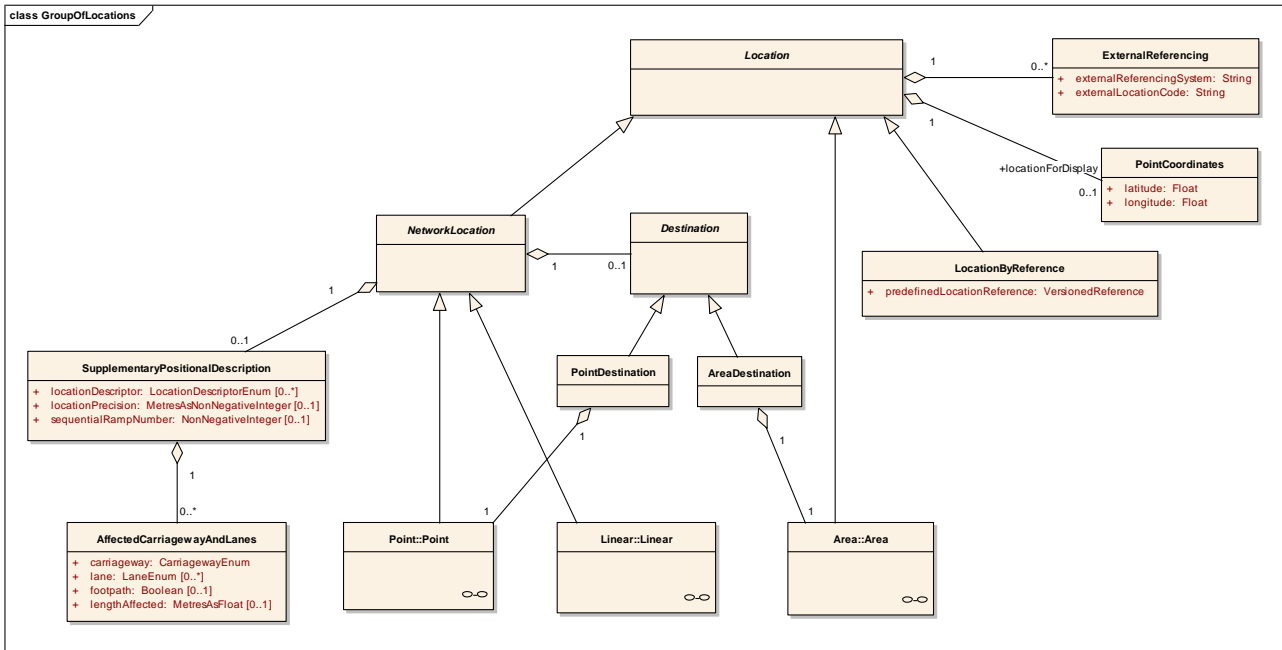 class GroupOfLocations
Location
1
0..*
ExternalReferencing
+ externalReferencingSystem: String
+ externalLocationCode: String
1
+locationForDisplay
0..1
PointCoordinates
+ latitude: Float
+ longitude: Float
NetworkLocation
1
0..1
Destination
LocationByReference
+ predefinedLocationReference: VersionedReference
1
0..1
SupplementaryPositionalDescription
+ locationDescriptor: LocationDescriptorEnum [0..*]
+ locationPrecision: MetresAsNonNegativeInteger [0..1]
+ sequentialRampNumber: NonNegativeInteger [0..1]
PointDestination
AreaDestination
1
1
1
0..*
1
1
AffectedCarriagewayAndLanes
+ carriageway: CarriagewayEnum
+ lane: LaneEnum [0..*]
+ footpath: Boolean [0..1]
+ lengthAffected: MetresAsFloat [0..1]
Point::Point
Linear::Linear
Area::Area